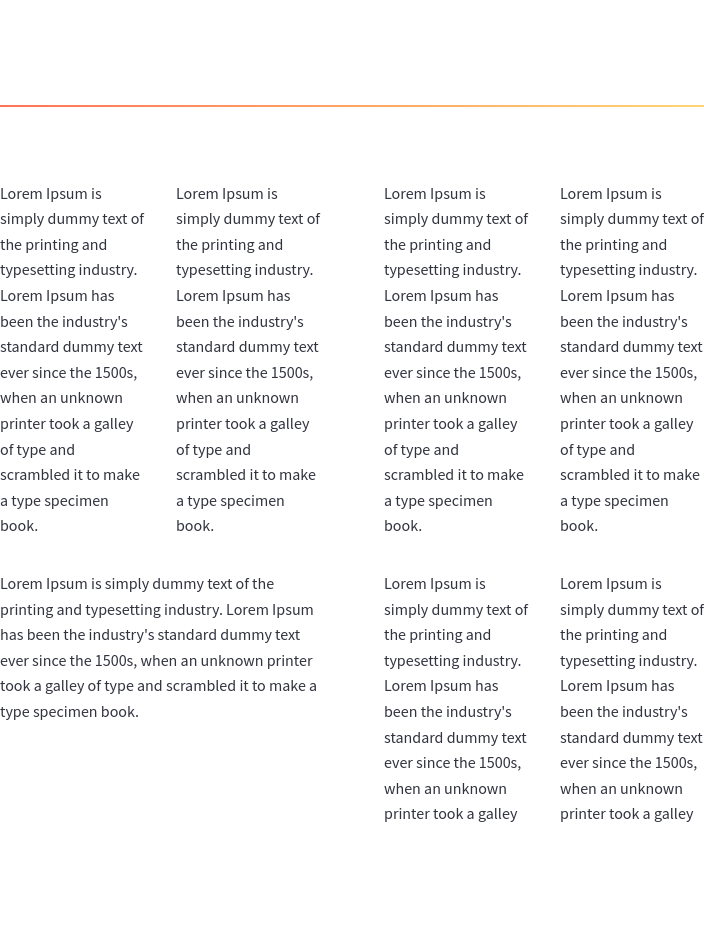 Lorem Ipsum is
simply dummy text of
the printing and
typesetting industry.
Lorem Ipsum has
been the industry's
standard dummy text
ever since the 1500s,
when an unknown
printer took a galley
of type and
scrambled it to make
a type specimen
book.
Lorem Ipsum is
simply dummy text of
the printing and
typesetting industry.
Lorem Ipsum has
been the industry's
standard dummy text
ever since the 1500s,
when an unknown
printer took a galley
of type and
scrambled it to make
a type specimen
book.
Lorem Ipsum is
simply dummy text of
the printing and
typesetting industry.
Lorem Ipsum has
been the industry's
standard dummy text
ever since the 1500s,
when an unknown
printer took a galley
of type and
scrambled it to make
a type specimen
book.
Lorem Ipsum is
simply dummy text of
the printing and
typesetting industry.
Lorem Ipsum has
been the industry's
standard dummy text
ever since the 1500s,
when an unknown
printer took a galley
of type and
scrambled it to make
a type specimen
book.
Lorem Ipsum is simply dummy text of the
printing and typesetting industry. Lorem Ipsum
has been the industry's standard dummy text
ever since the 1500s, when an unknown printer
took a galley of type and scrambled it to make a
type specimen book.
Lorem Ipsum is
simply dummy text of
the printing and
typesetting industry.
Lorem Ipsum has
been the industry's
standard dummy text
ever since the 1500s,
when an unknown
printer took a galley
Lorem Ipsum is
simply dummy text of
the printing and
typesetting industry.
Lorem Ipsum has
been the industry's
standard dummy text
ever since the 1500s,
when an unknown
printer took a galley